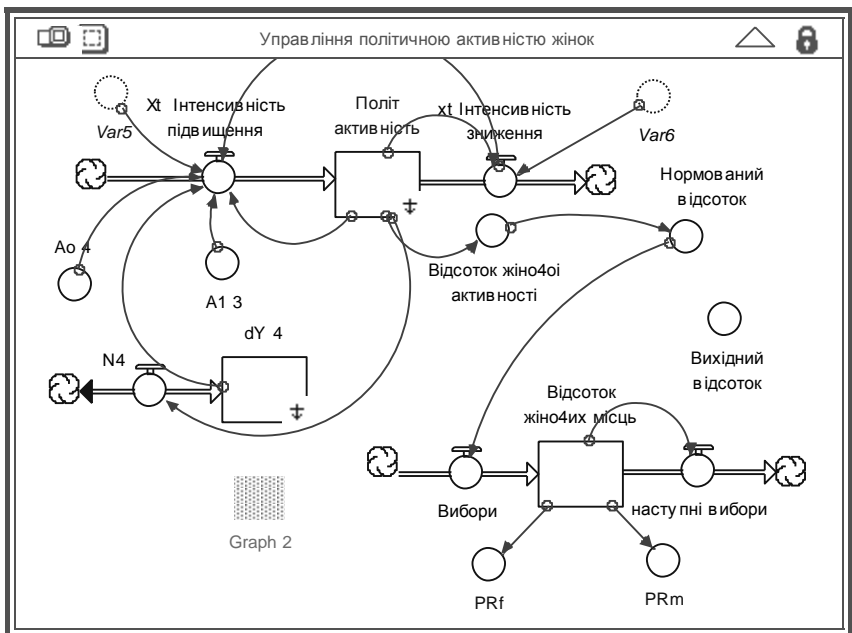 Управління політичною активністю жінок
Xt Інтенсивність
підвищення
Політ
активність
xt Інтенсивність
зниження
Var5
Var6
Нормований
відсоток
Ao 4
A1 3
Відсоток жіно4оі
активності
dY 4
N4
Вихідний
відсоток
Відсоток
жіно4их місць
Вибори
наступні вибори
Graph 2
PRf
PRm